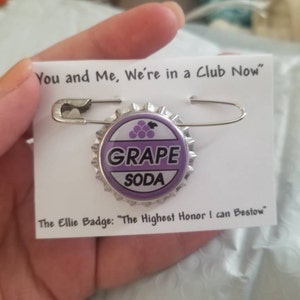 You and Me, We're in a Club Now"
GRAPE
SODA
The Ellie Badge: "The Highest Honor I can Bestow"